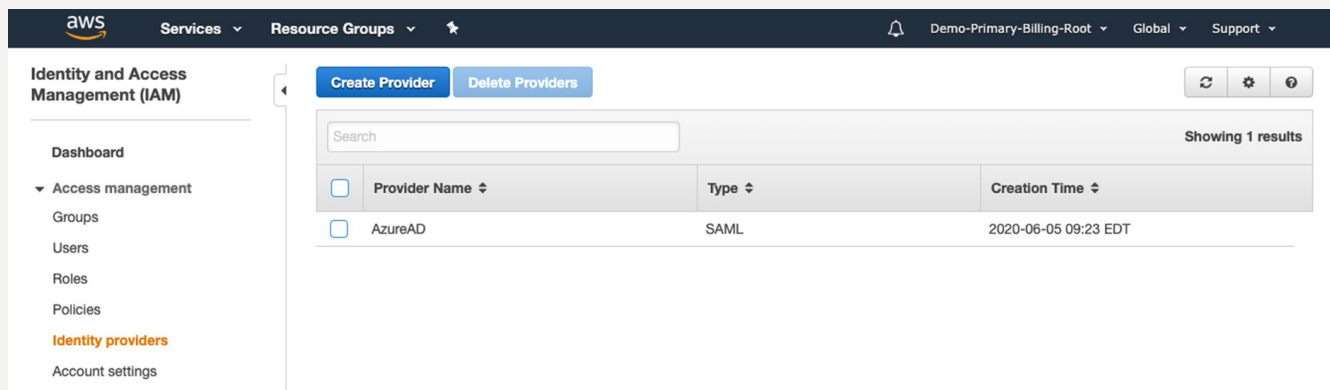 aws Services Resource Groups Demo-Primary-Billing-Root Global Support
Identity and Access
Management (IAM)
Dashboard
Access management
Groups
Users
Roles
Policies
Identity providers
Account settings
Create Provider Delete Providers
Search Showing 1 results
Provider Name Type Creation Time
AzureAD SAML 2020-06-05 09:23 EDT